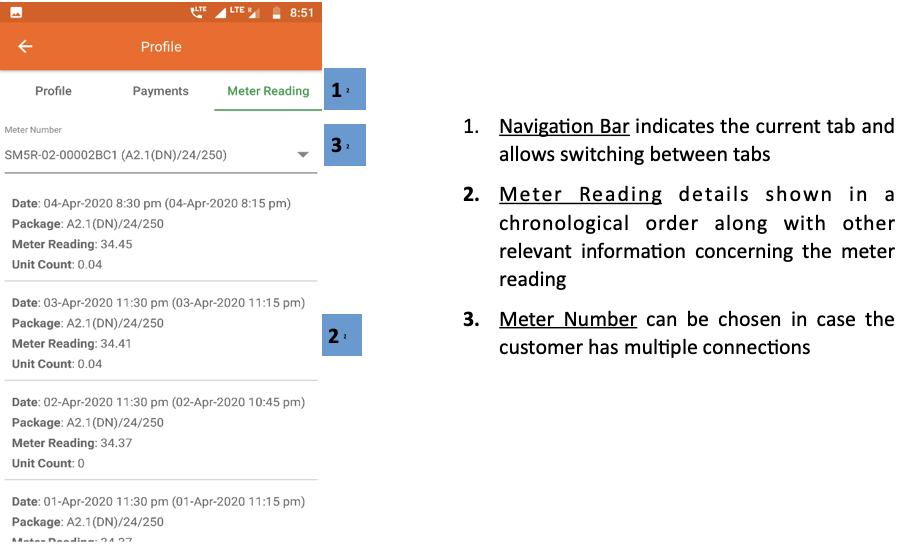 LTE LTE 8:51
Profile
Profile Payments Meter Reading
1 2
Meter Number
SM5R-02-00002BC1 (A2.1(DN)/24/250)
3 2
Date: 04-Apr-2020 8:30 pm (04-Apr-2020 8:15 pm)
Package: A2.1(DN)/24/250
Meter Reading: 34.45
Unit Count: 0.04
Date: 03-Apr-2020 11:30 pm (03-Apr-2020 11:15 pm)
Package: A2.1(DN)/24/250
Meter Reading: 34.41
Unit Count: 0.04
2 2
Date: 02-Apr-2020 11:30 pm (02-Apr-2020 10:45 pm)
Package: A2.1(DN)/24/250
Meter Reading: 34.37
Unit Count: 0
Date: 01-Apr-2020 11:30 pm (01-Apr-2020 11:15 pm)
Package: A2.1(DN)/24/250
Meter Reading: 34.37
1. Navigation Bar indicates the current tab and
allows switching between tabs
2. Meter Reading details shown in a
chronological order along with other
relevant information concerning the meter
reading
3. Meter Number can be chosen in case the
customer has multiple connections